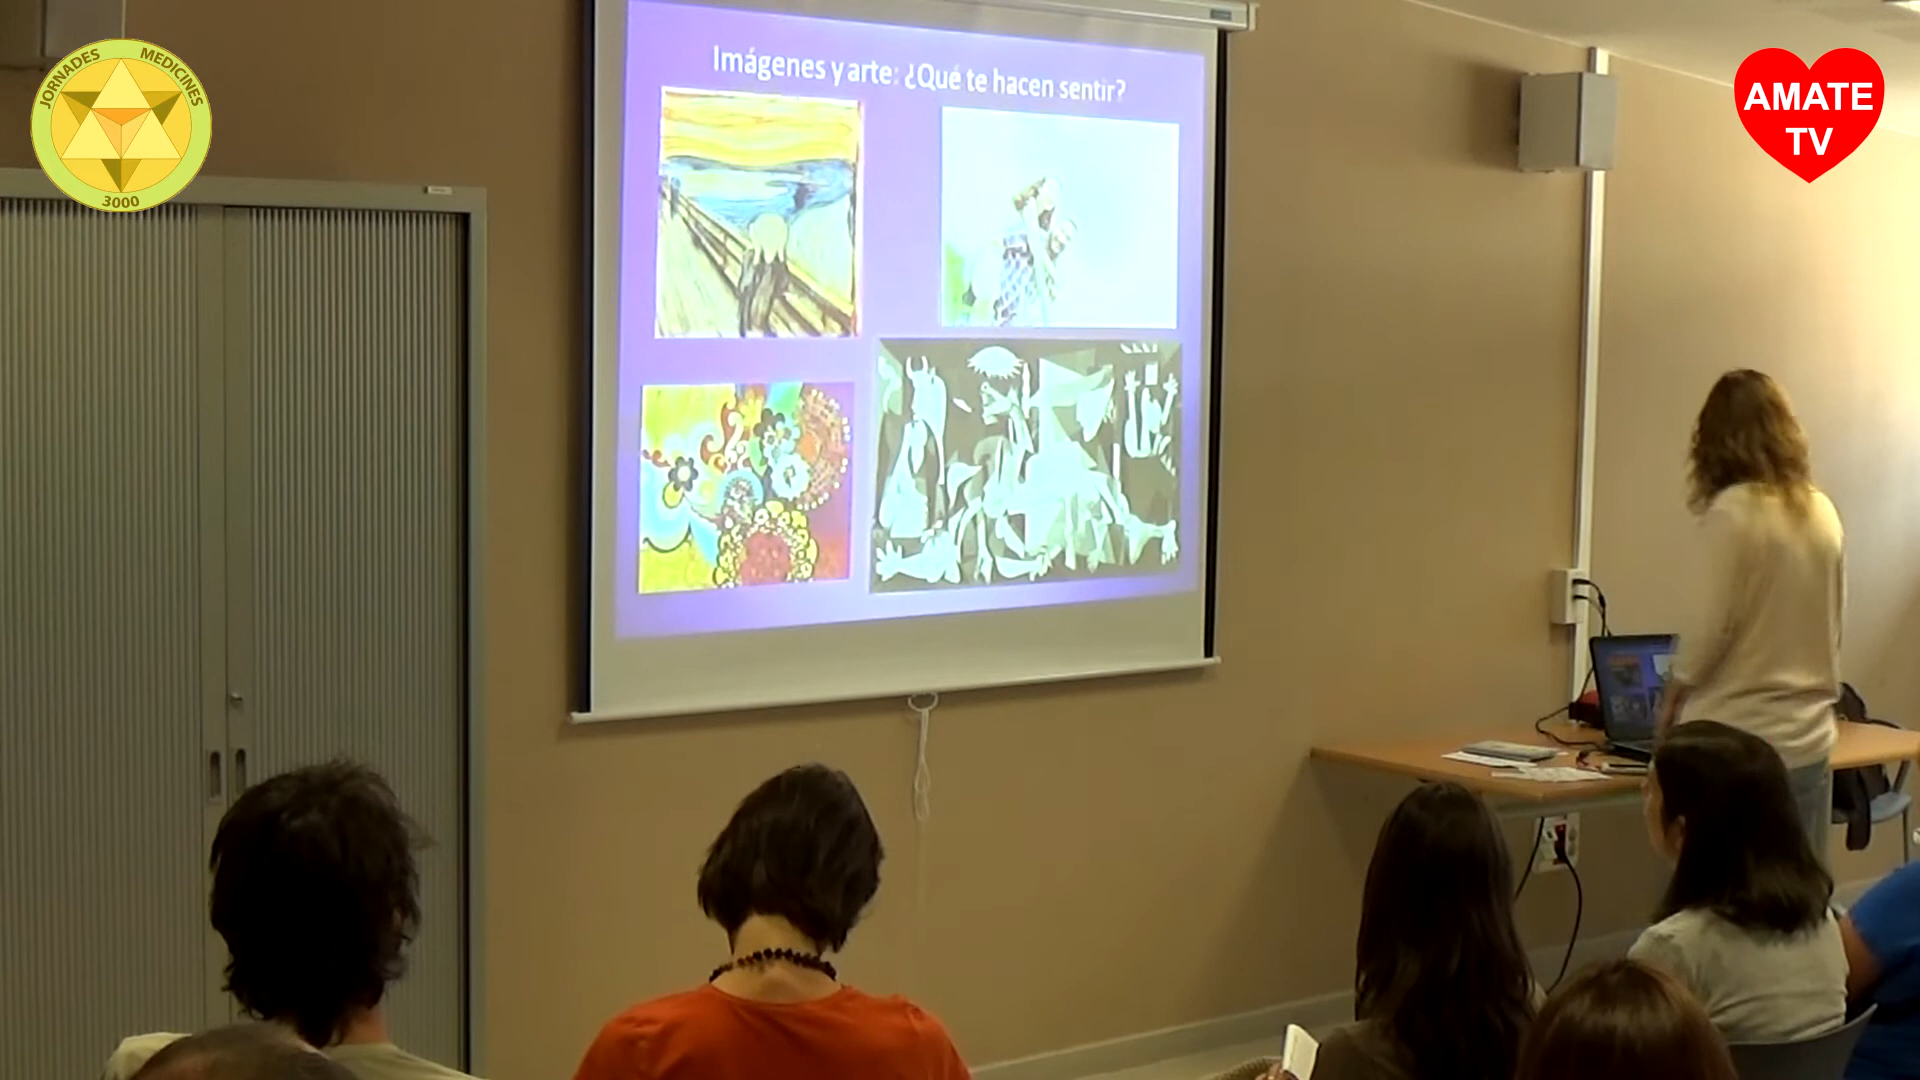 JORNADES MEDICINES
3000
Imágenes y arte: ¿Qué te hacen sentir?
AMATE
TV